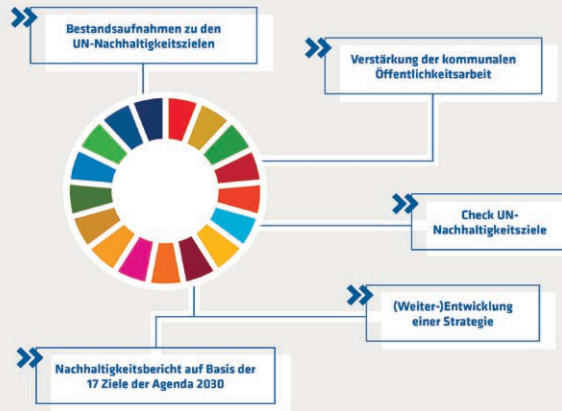 Bestandsaufnahmen zu den
UN-Nachhaltigkeitszielen
Verstärkung der kommunalen
Öffentlichkeitsarbeit
Check UN-
Nachhaltigkeitsziele
(Weiter-)Entwicklung
einer Strategie
Nachhaltigkeitsbericht auf Basis der
17 Ziele der Agenda 2030